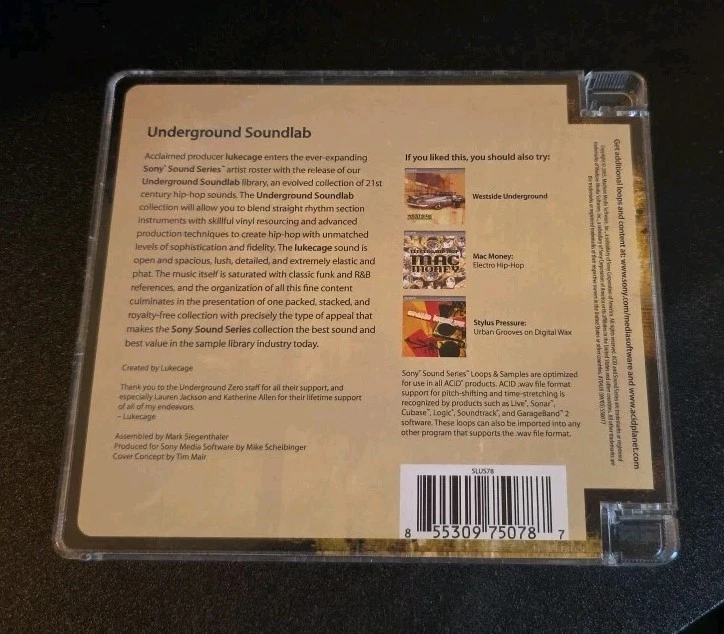 Underground Soundlab
Acclaimed producer lukecage enters the ever-expanding
Sony® Sound Series™ artist roster with the release of our
Underground Soundlab library, an evolved collection of 21st
century hip-hop sounds. The Underground Soundlab
collection will allow you to blend straight rhythm section
instruments with skillful vinyl resourcing and advanced
production techniques to create hip-hop with unmatched
levels of sophistication and fidelity. The lukecage sound is
open and spacious, lush, detailed, and extremely elastic and
phat. The music itself is saturated with classic funk and R&B
references, and the organization of all this fine content
culminates in the presentation of one packed, stacked, and
royalty-free collection with precisely the type of appeal that
makes the Sony Sound Series collection the best sound and
best value in the sample library industry today.
Created by Lukecage
Thank you to the Underground Zero staff for all their support, and
especially Lauren Jackson and Katherine Allen for their lifetime support
of all of my endeavors.
– Lukecage
Assembled by Mark Siegenthaler
Produced for Sony Media Software by Mike Scheibinger
Cover Concept by Tim Mair
If you liked this, you should also try:
Westside Underground
MAC
MONEY
Mac Money:
Electro Hip-Hop
Stylus Pressure:
Urban Grooves on Digital Wax
Sony® Sound Series™ Loops & Samples are optimized
for use in all ACID® products. ACID .wav file format
support for pitch-shifting and time-stretching is
recognized by products such as Live®, Sonar™,
Cubase™, Logic®, Soundtrack®, and GarageBand™ 2
software. These loops can also be imported into any
other program that supports the .wav file format.
SLUS78
8 55309 75078 7
Get additional loops and content at: www.sony.com/mediasoftware and www.acidplanet.com